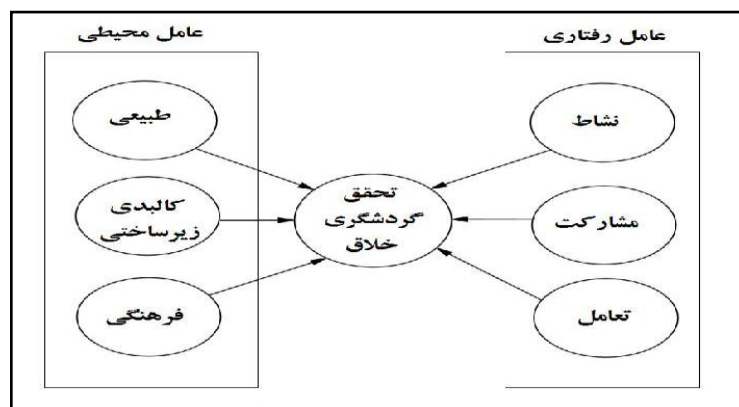 عامل رفتاری
عامل محیطی
نشاط
مشارکت
تعامل
تحقق
گردشگری
خلاق
طبیعی
کالبدی
زیرساختی
فرهنگی